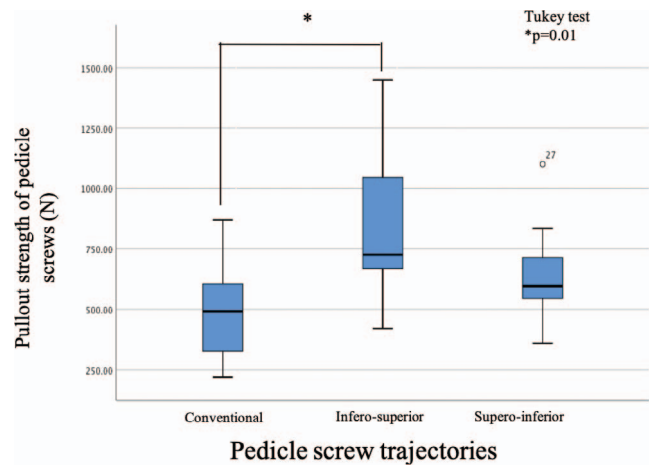 *
Tukey test
*p=0.01
1500.00
1250.00
1000.00
750.00
500.00
250.00
27
Pullout strength of pedicle
screws (N)
Conventional
Infero-superior
Supero-inferior
Pedicle screw trajectories